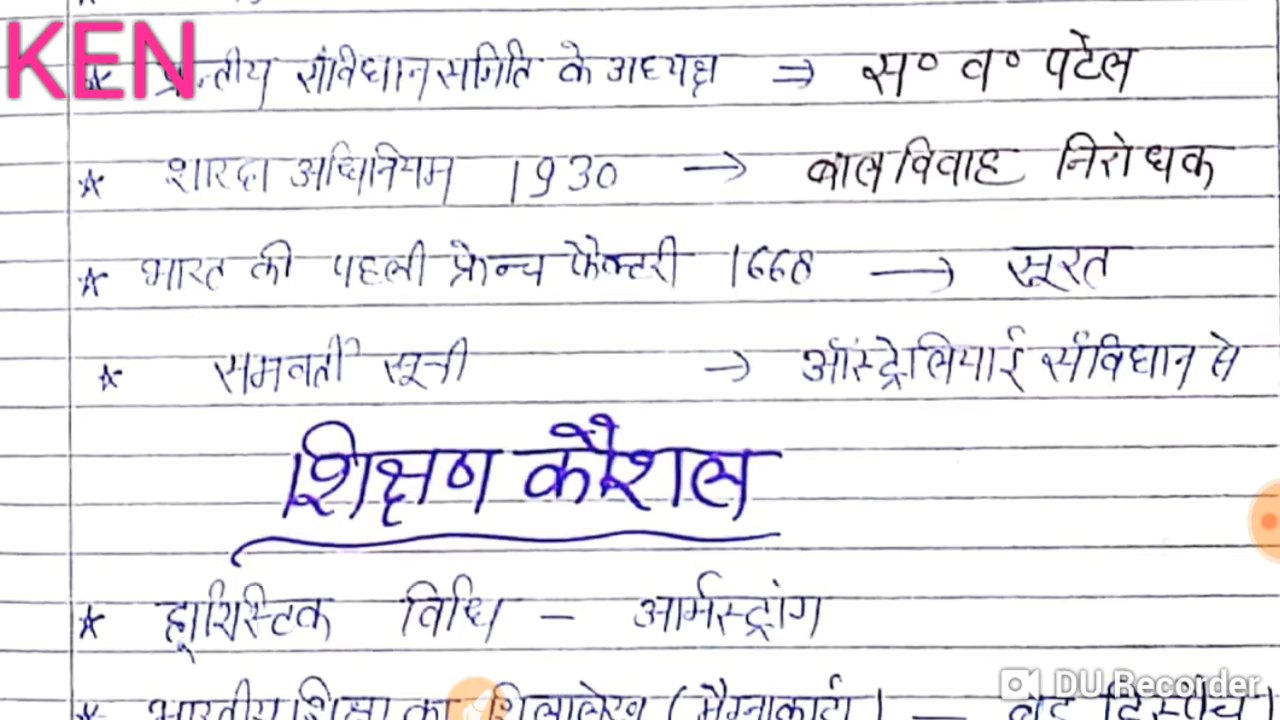 KEN
प्रान्तीय संविधान समिति के अध्यक्ष ⇒ स० व० पटेल
☆ शारदा अधिनियम 1930 → बाल विवाह निरोधक
☆ भारत की पहली फ्रेन्च फैक्टरी 1668 → सूरत
☆ समवर्ती सूची → ऑस्ट्रेलियाई संविधान से
शिक्षण कौशल
☆ ह्यूरिस्टिक विधि - आर्मस्ट्रांग
☆ भारतीय शिक्षा का शिलालेख (मैग्नाकार्टा) - वुड डिस्पैच
DU Recorder